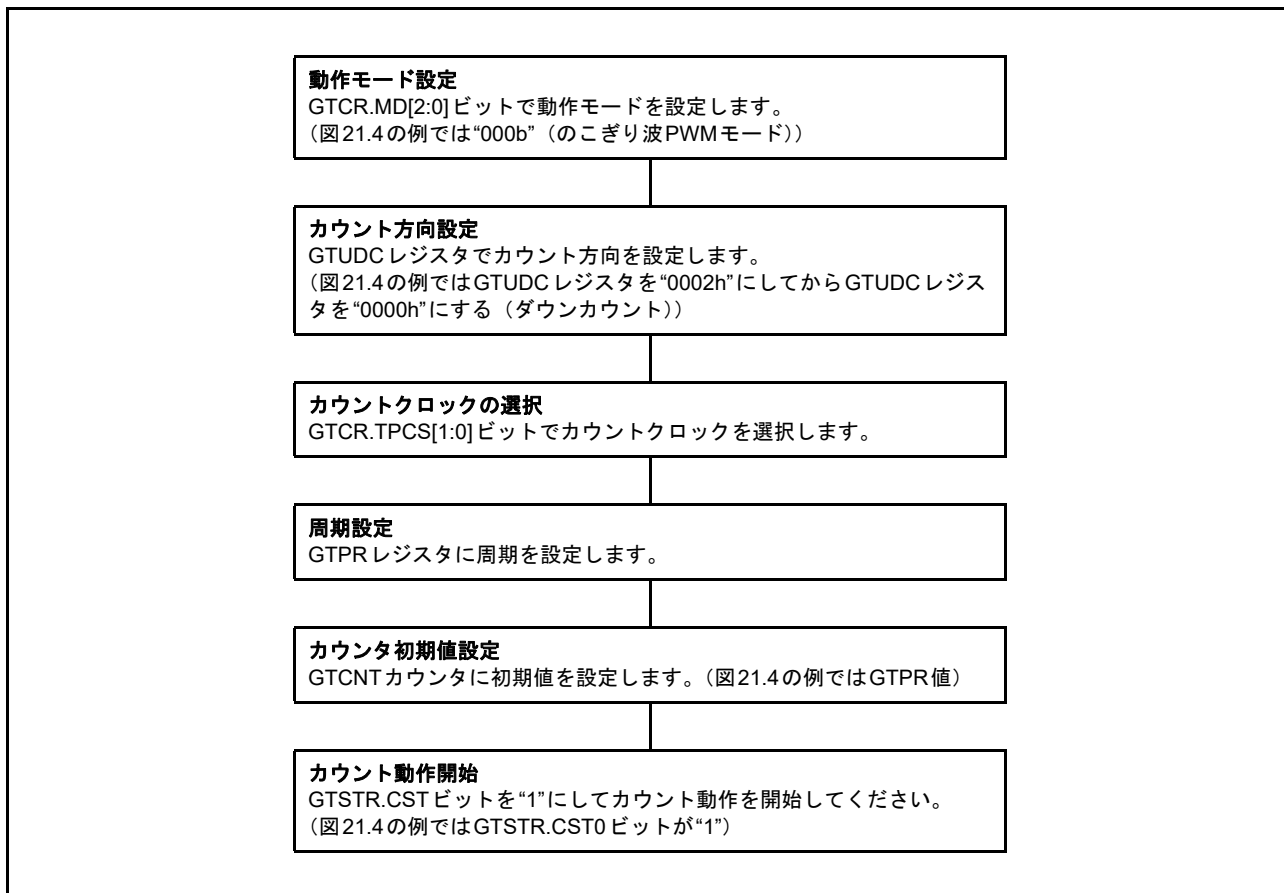 動作モード設定
GTCR.MD[2:0]ビットで動作モードを設定します。
（図21.4の例では“000b”（のこぎり波PWMモード））
カウント方向設定
GTUDCレジスタでカウント方向を設定します。
（図21.4の例ではGTUDCレジスタを“0002h”にしてからGTUDCレジス
タを“0000h”にする（ダウンカウント））
カウントクロックの選択
GTCR.TPCS[1:0]ビットでカウントクロックを選択します。
周期設定
GTPRレジスタに周期を設定します。
カウンタ初期値設定
GTCNTカウンタに初期値を設定します。（図21.4の例ではGTPR値）
カウント動作開始
GTSTR.CSTビットを“1”にしてカウント動作を開始してください。
（図21.4の例ではGTSTR.CST0ビットが“1”）